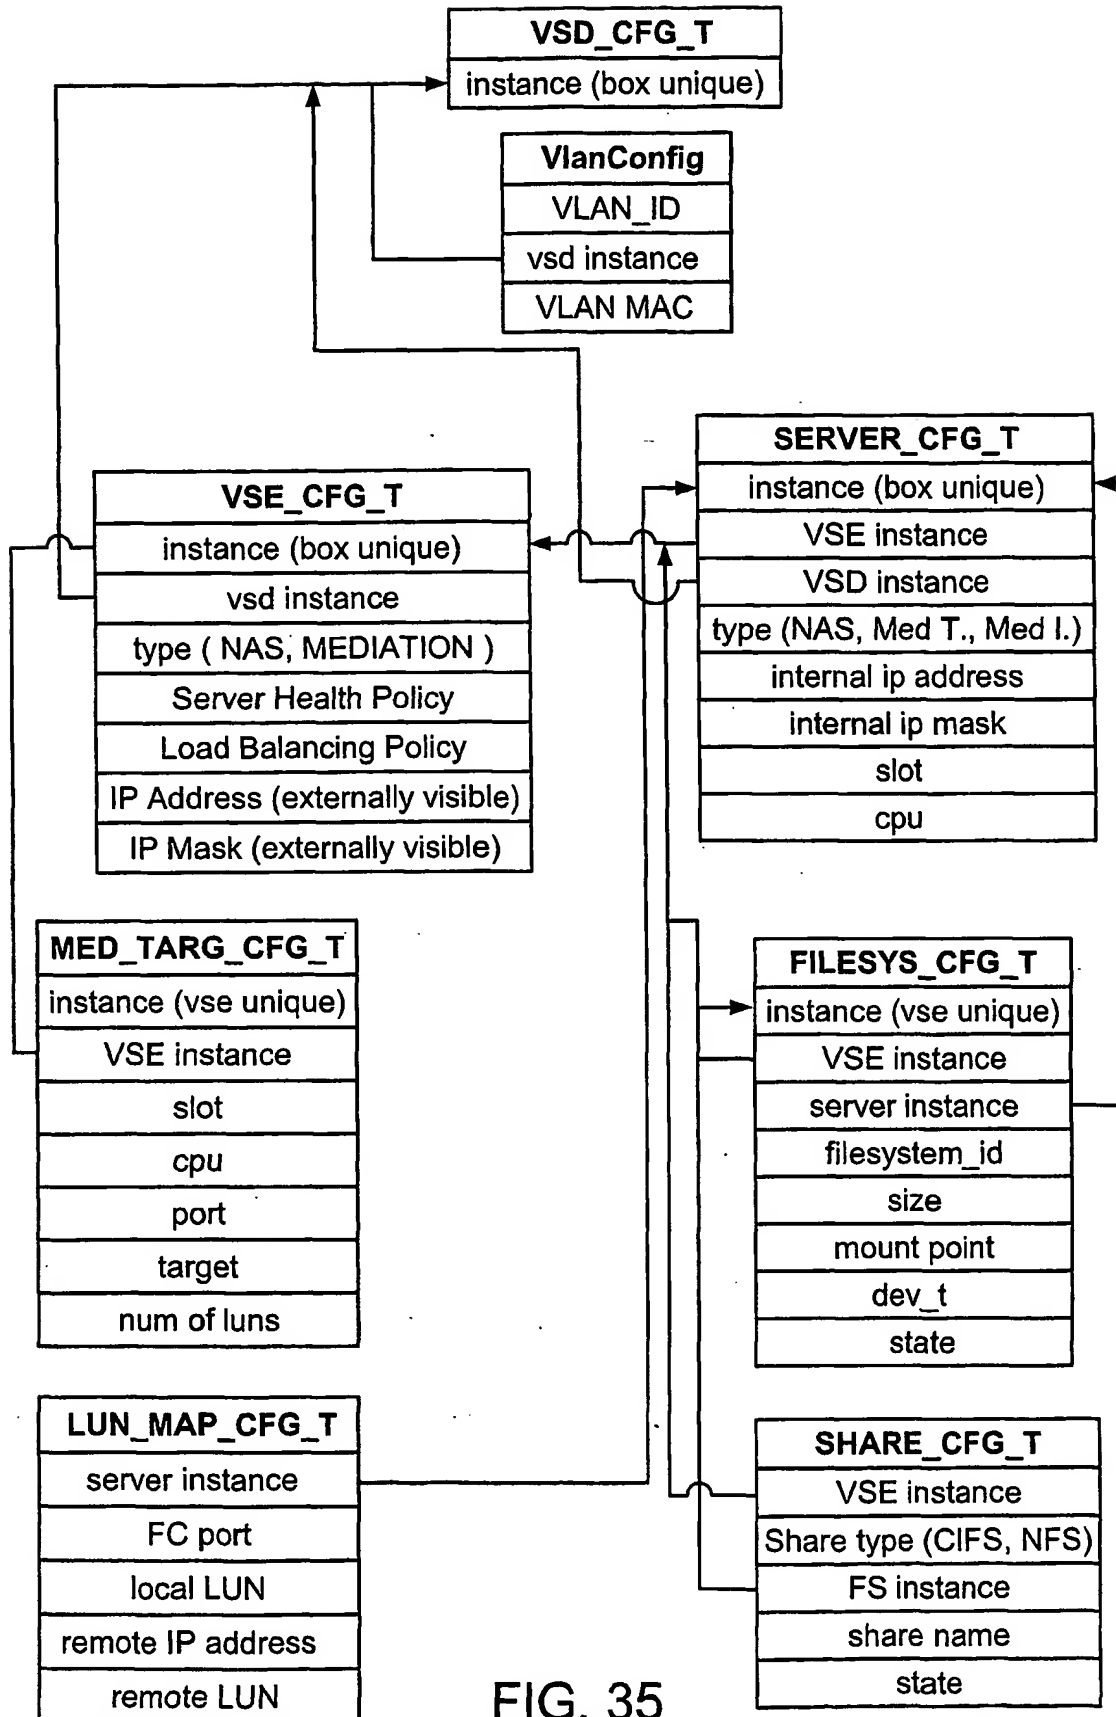 VSD_CFG_T
instance (box unique)
VlanConfig
VLAN_ID
vsd instance
VLAN MAC
SERVER_CFG_T
instance (box unique)
VSE instance
VSD instance
type (NAS, Med T., Med I.)
internal ip address
internal ip mask
slot
cpu
VSE_CFG_T
instance (box unique)
vsd instance
type ( NAS, MEDIATION )
Server Health Policy
Load Balancing Policy
IP Address (externally visible)
IP Mask (externally visible)
MED_TARG_CFG_T
instance (vse unique)
VSE instance
slot
cpu
port
target
num of luns
FILESYS_CFG_T
instance (vse unique)
VSE instance
server instance
filesystem_id
size
mount point
dev_t
state
LUN_MAP_CFG_T
server instance
FC port
local LUN
remote IP address
remote LUN
SHARE_CFG_T
VSE instance
Share type (CIFS, NFS)
FS instance
share name
state
FIG. 35